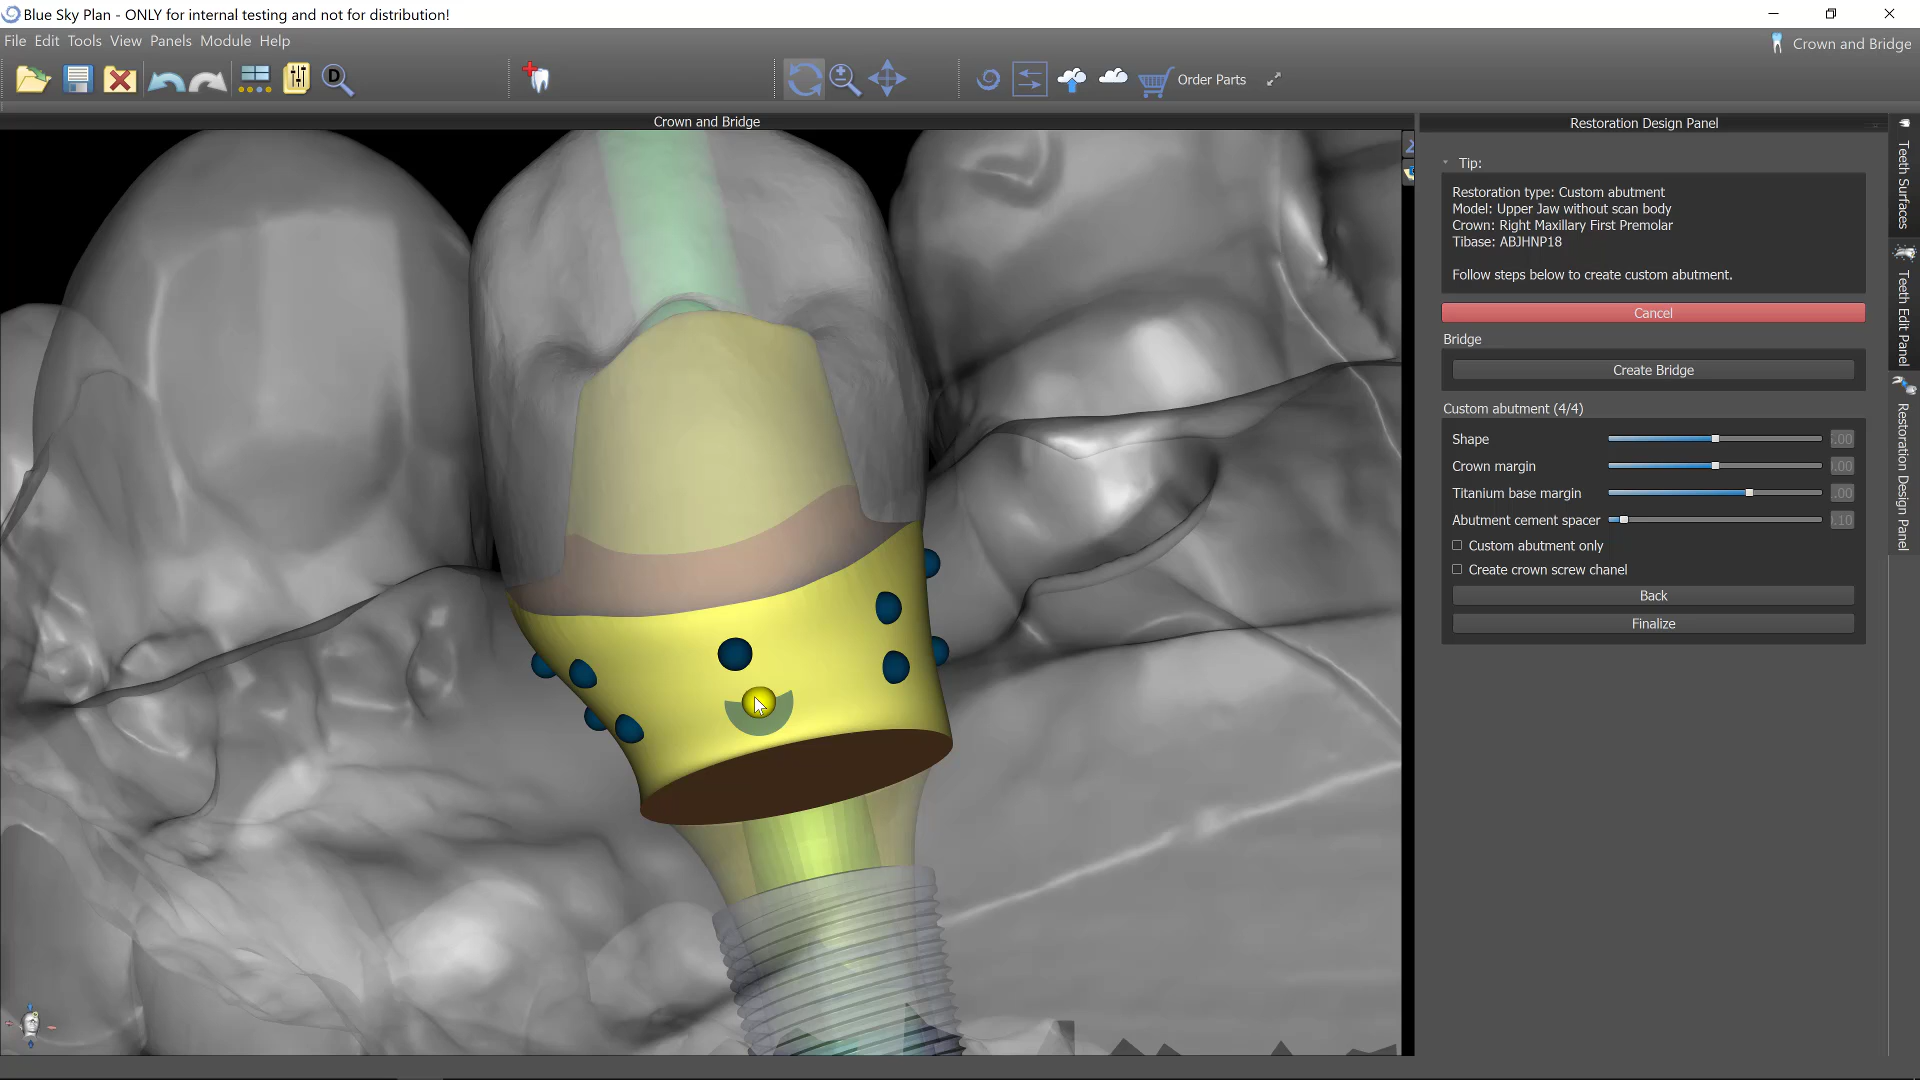 Blue Sky Plan - ONLY for internal testing and not for distribution!
File Edit Tools View Panels Module Help
Crown and Bridge
D
Order Parts
Crown and Bridge
Restoration Design Panel
Tip:
Restoration type: Custom abutment
Model: Upper Jaw without scan body
Crown: Right Maxillary First Premolar
Tibase: ABJHNP18
Follow steps below to create custom abutment.
Cancel
Bridge
Create Bridge
Custom abutment (4/4)
Shape .00
Crown margin .00
Titanium base margin .00
Abutment cement spacer .10
Custom abutment only
Create crown screw chanel
Back
Finalize
Teeth Surfaces
Teeth Edit Panel
Restoration Design Panel